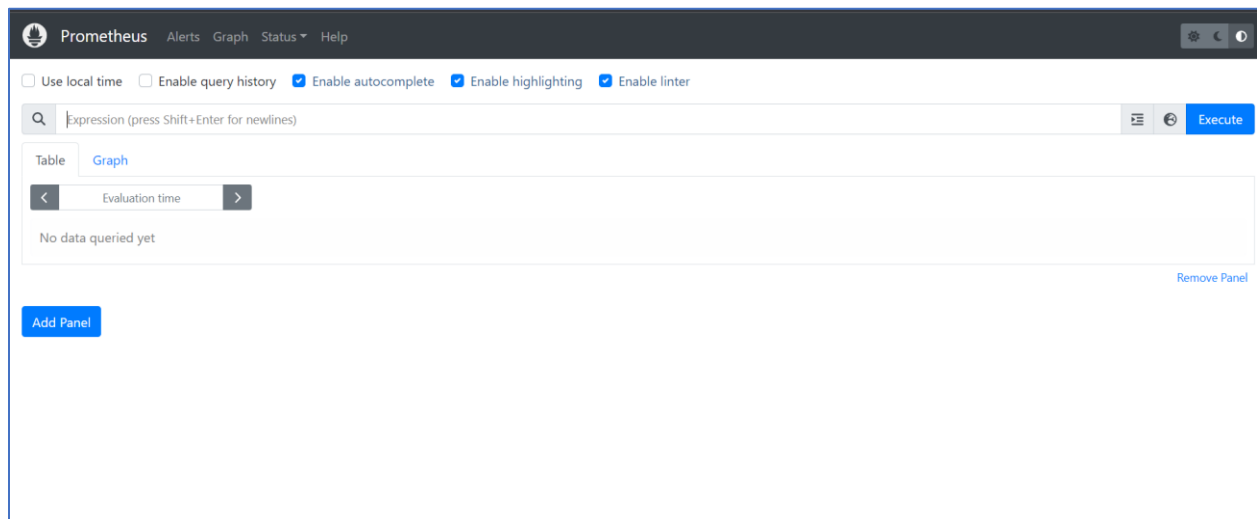 Prometheus Alerts Graph Status Help
Use local time Enable query history Enable autocomplete Enable highlighting Enable linter
Expression (press Shift+Enter for newlines) Execute
Table Graph
Evaluation time
No data queried yet
Remove Panel
Add Panel